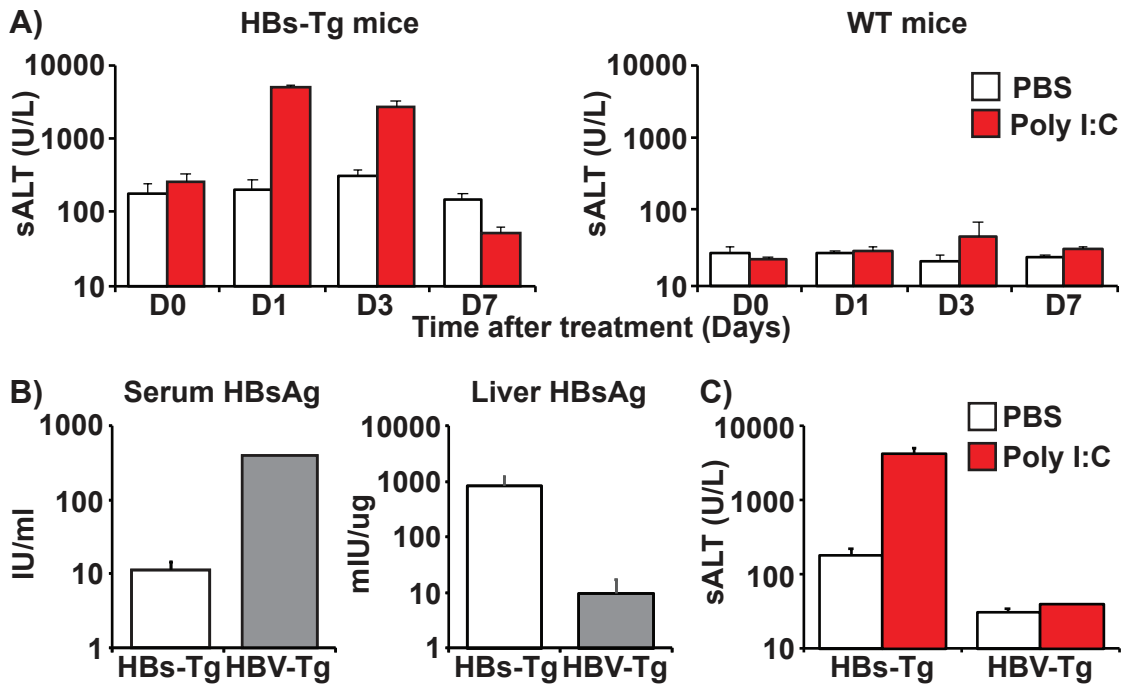 A)
HBs-Tg mice
WT mice
sALT (U/L)
10000
1000
100
10
D0 D1 D3 D7
sALT (U/L)
10000
1000
100
10
D0 D1 D3 D7
PBS
Poly I:C
Time after treatment (Days)
B)
Serum HBsAg
IU/ml
1000
100
10
1
HBs-Tg HBV-Tg
Liver HBsAg
mIU/ug
10000
1000
100
10
1
HBs-Tg HBV-Tg
C)
PBS
Poly I:C
sALT (U/L)
10000
1000
100
10
HBs-Tg HBV-Tg